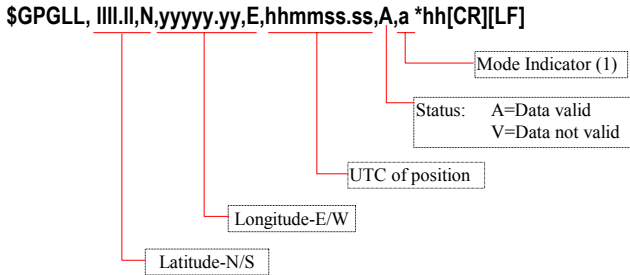 $GPGLL, llll.ll,N,yyyyy.yy,E,hhmmss.ss,A,a *hh[CR][LF]
Mode Indicator (1)
Status: A=Data valid
V=Data not valid
UTC of position
Longitude-E/W
Latitude-N/S